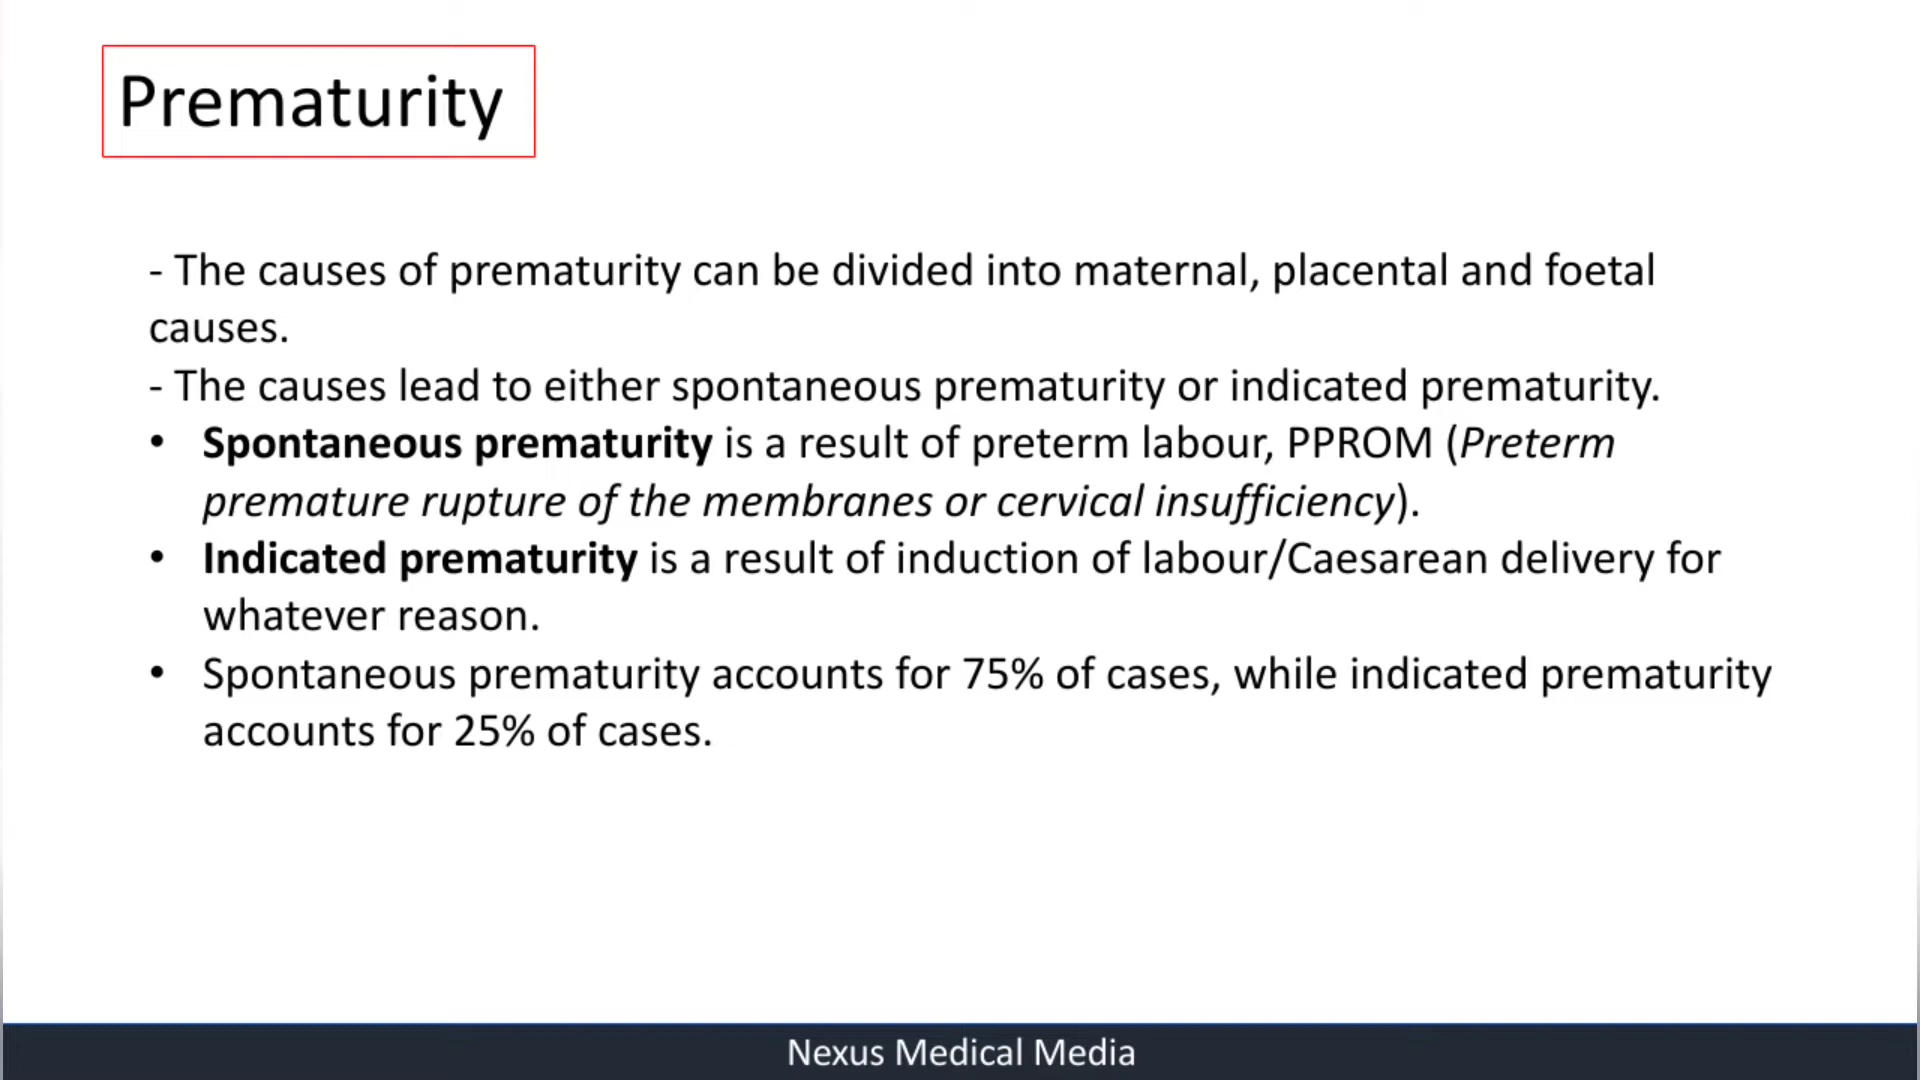 Prematurity
- The causes of prematurity can be divided into maternal, placental and foetal
causes.
- The causes lead to either spontaneous prematurity or indicated prematurity.
• Spontaneous prematurity is a result of preterm labour, PPROM (Preterm
premature rupture of the membranes or cervical insufficiency).
• Indicated prematurity is a result of induction of labour/Caesarean delivery for
whatever reason.
• Spontaneous prematurity accounts for 75% of cases, while indicated prematurity
accounts for 25% of cases.
Nexus Medical Media